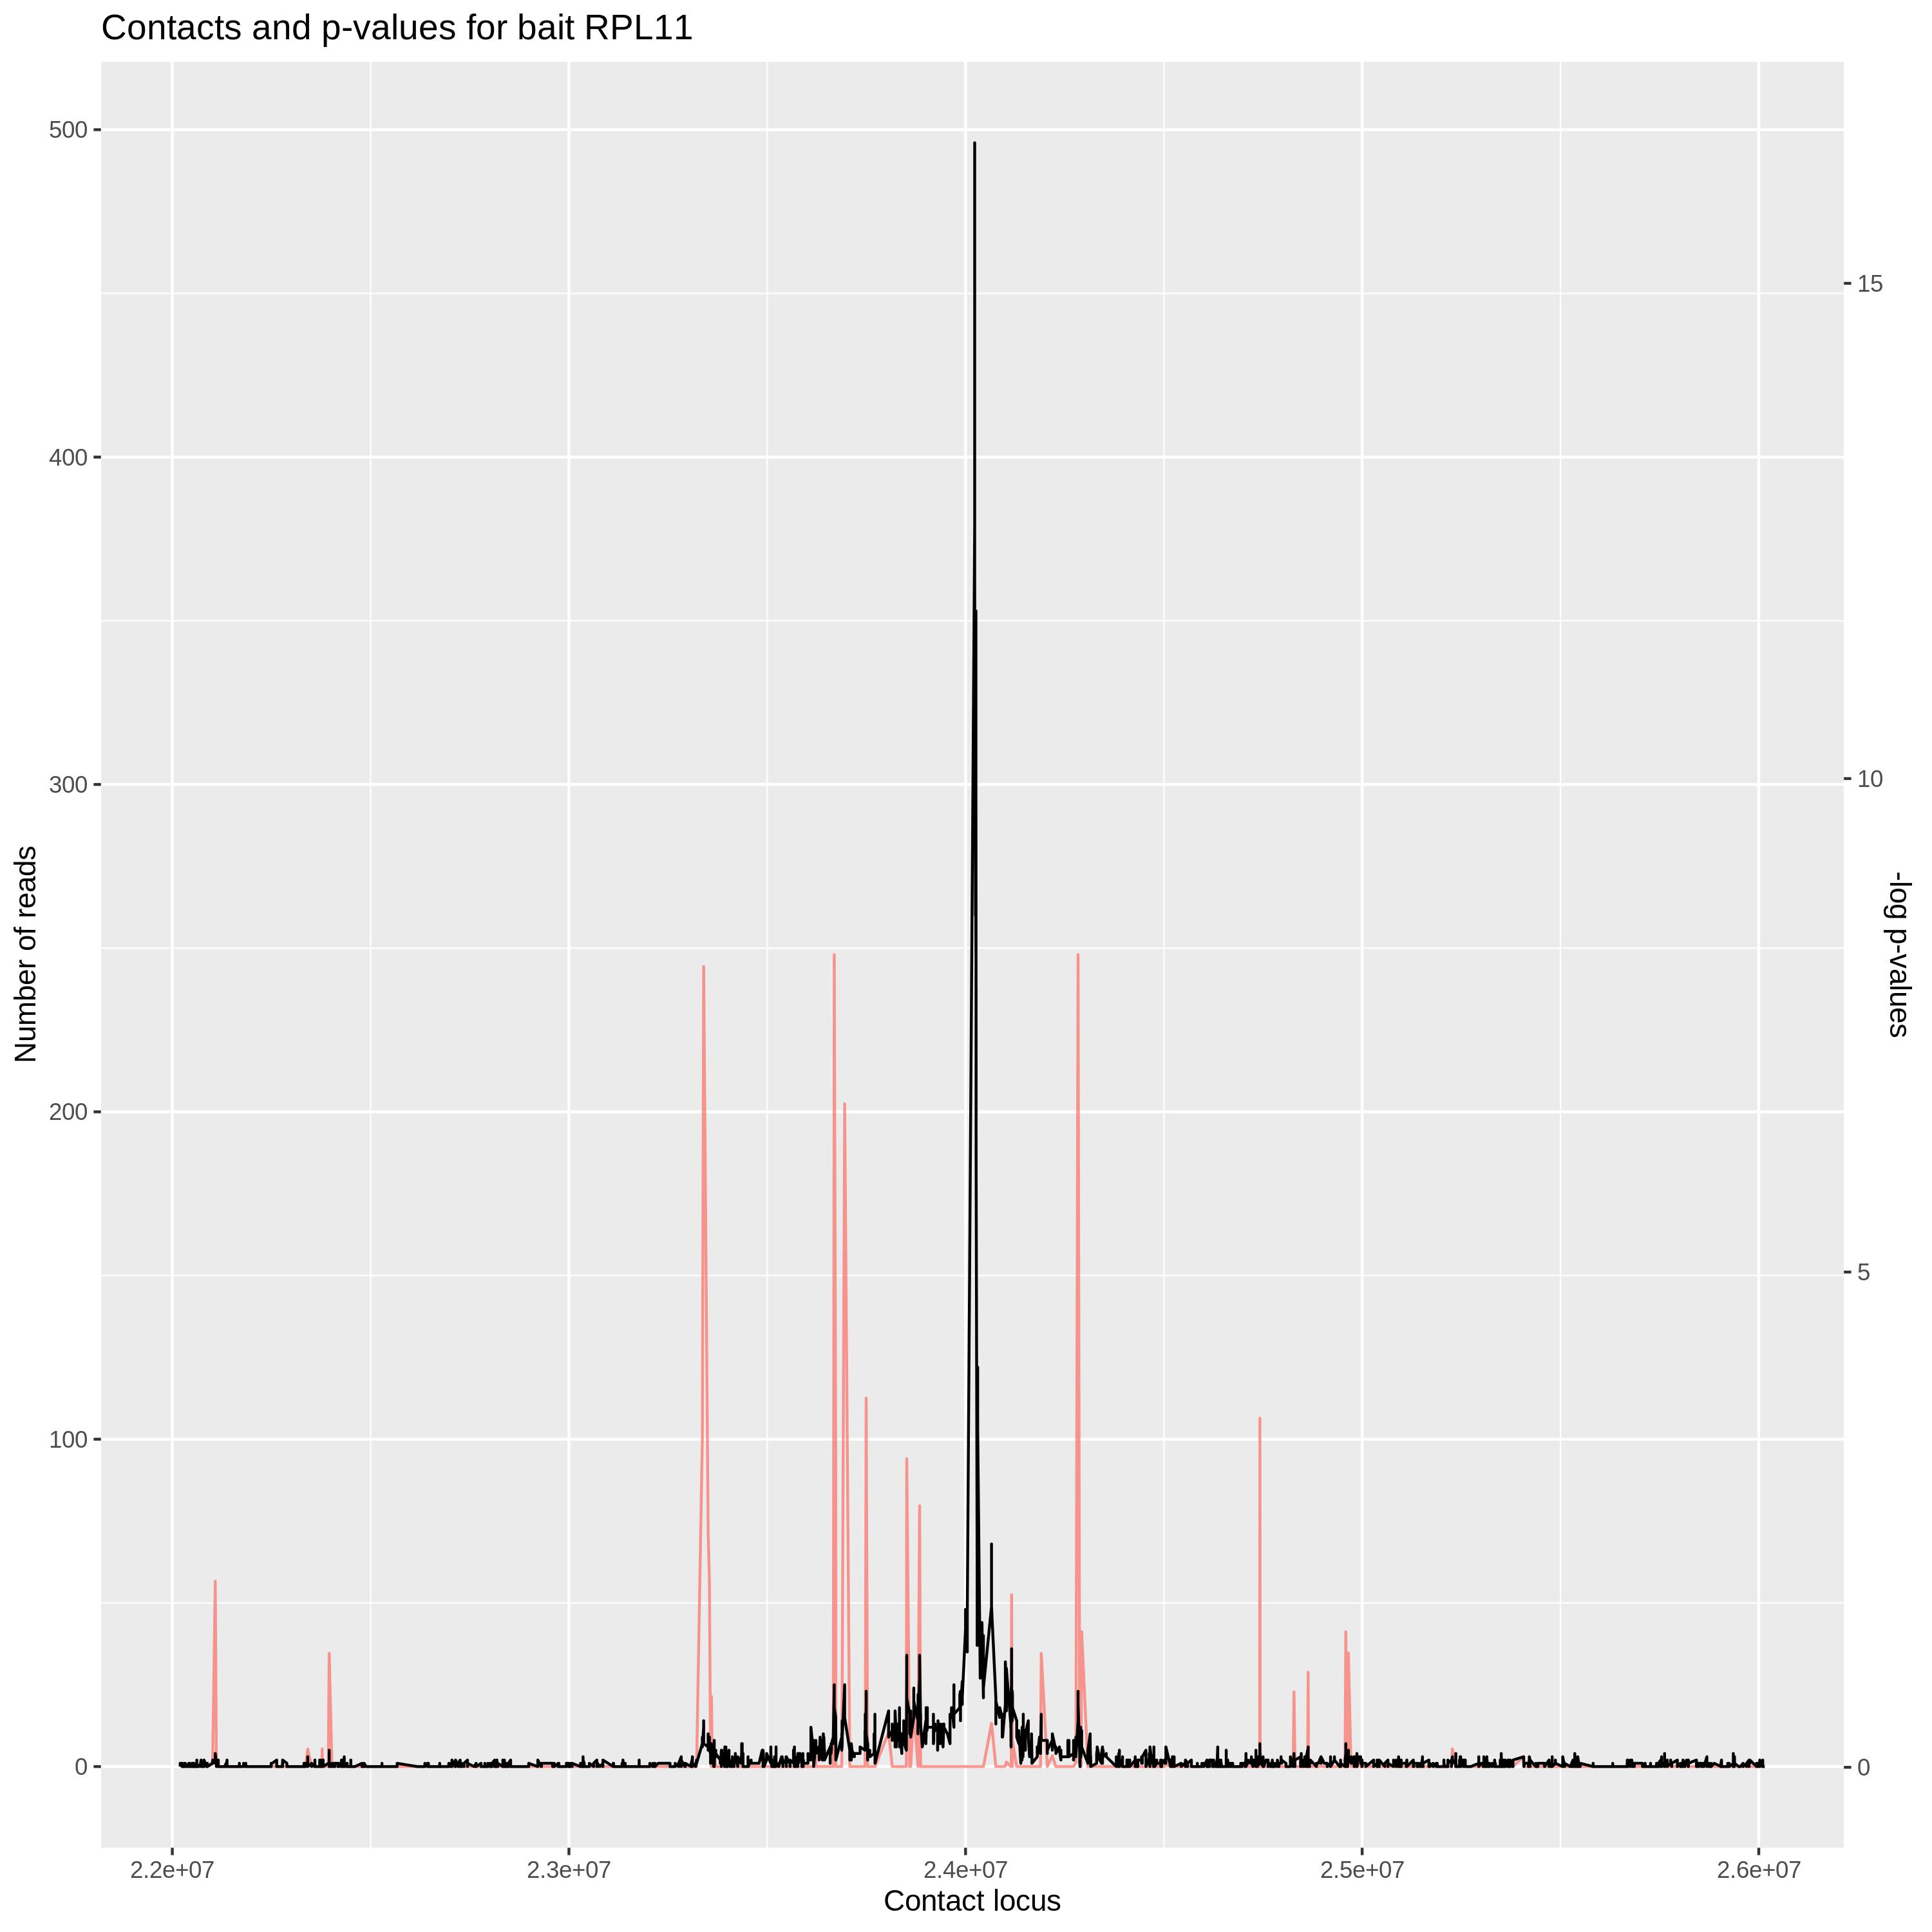 Contacts and p-values for bait RPL11
500
400
300
200
100
0
Number of reads
15
10
5
0
-log p-values
2.2e+07
2.3e+07
2.4e+07
2.5e+07
2.6e+07
Contact locus